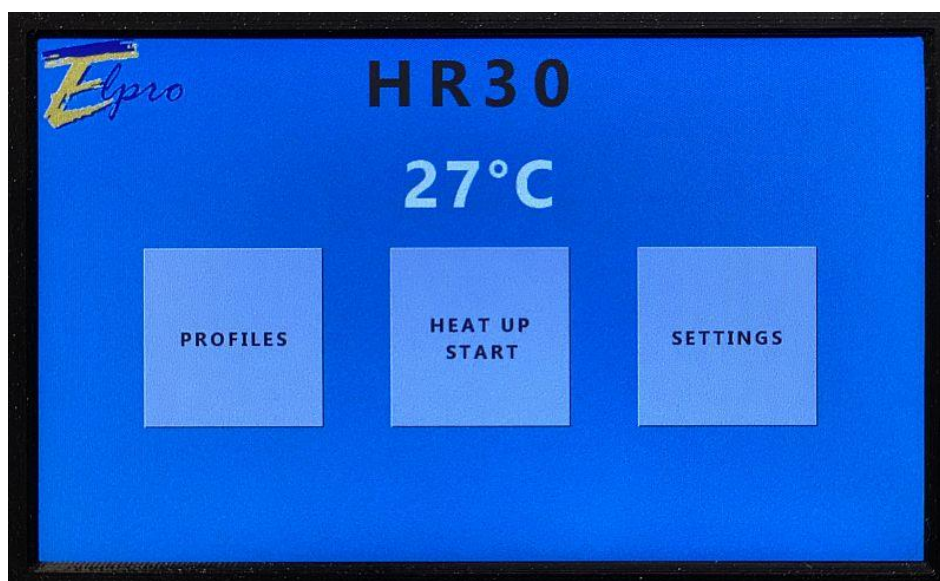 Elpro
HR30
27°C
PROFILES
HEAT UP
START
SETTINGS